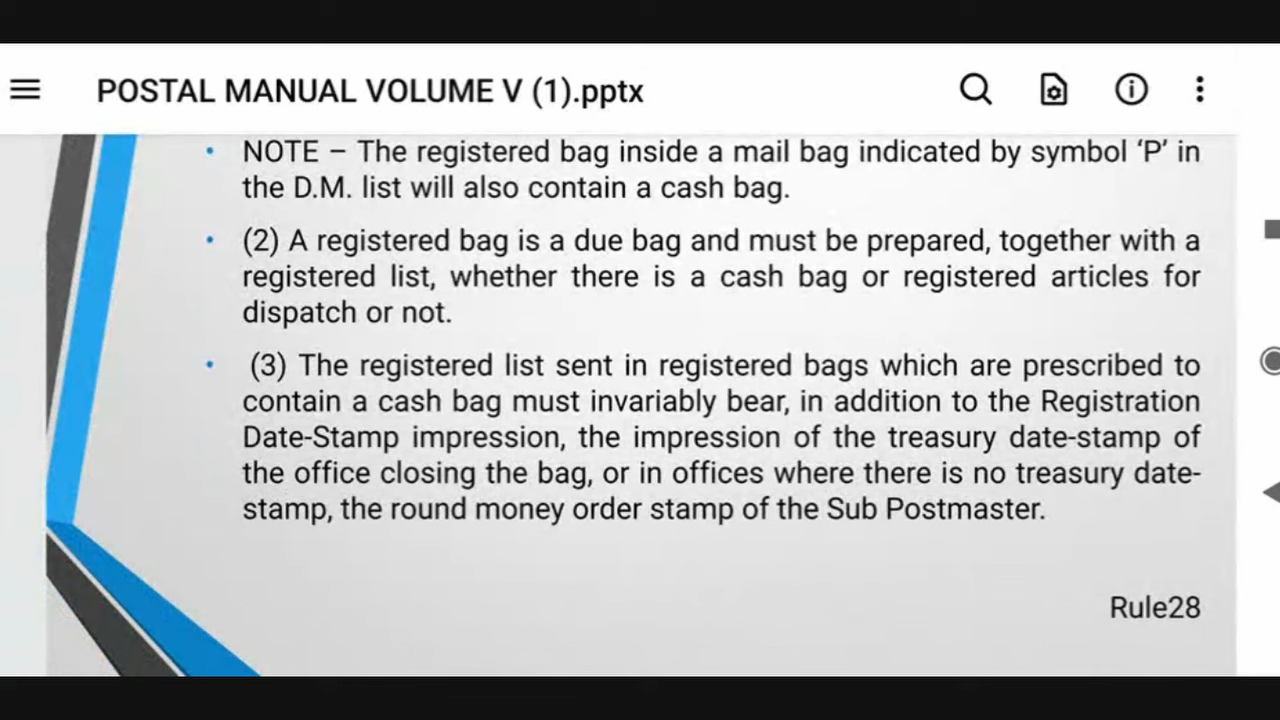 POSTAL MANUAL VOLUME V (1).pptx
• NOTE – The registered bag inside a mail bag indicated by symbol ‘P’ in
the D.M. list will also contain a cash bag.
• (2) A registered bag is a due bag and must be prepared, together with a
registered list, whether there is a cash bag or registered articles for
dispatch or not.
• (3) The registered list sent in registered bags which are prescribed to
contain a cash bag must invariably bear, in addition to the Registration
Date-Stamp impression, the impression of the treasury date-stamp of
the office closing the bag, or in offices where there is no treasury date-
stamp, the round money order stamp of the Sub Postmaster.
Rule28